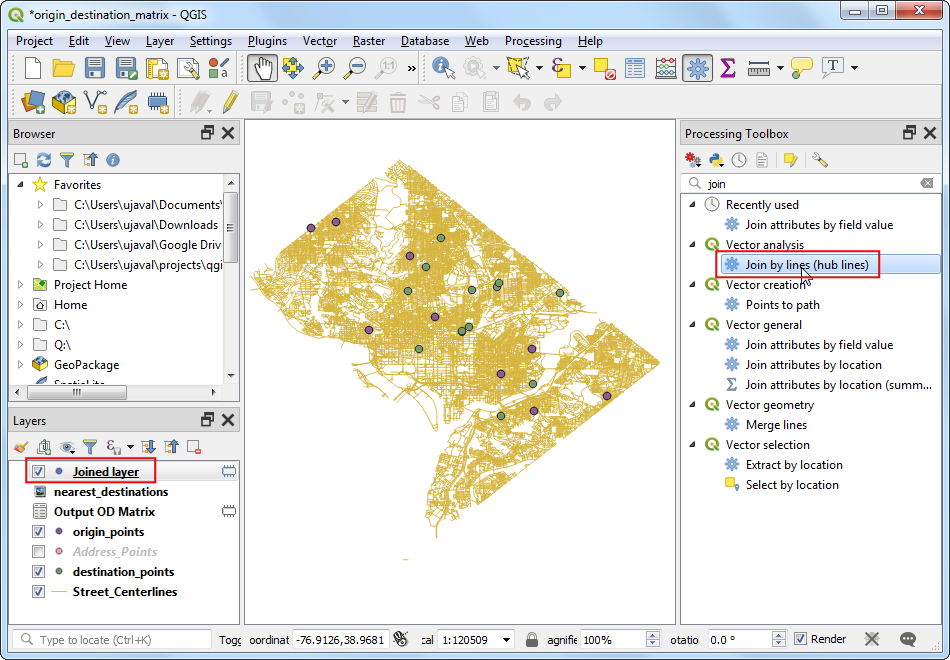 *origin_destination_matrix - QGIS
Project Edit View Layer Settings Plugins Vector Raster Database Web Processing Help
Browser
Favorites
C:\Users\ujaval\Documents\
C:\Users\ujaval\Downloads
C:\Users\ujaval\Google Driv
C:\Users\ujaval\projects\qgi
Project Home
Home
C:\
Q:\
GeoPackage
SpatiaLite
Layers
Joined layer
nearest_destinations
Output OD Matrix
origin_points
Address_Points
destination_points
Street_Centerlines
Processing Toolbox
join
Recently used
Join attributes by field value
Vector analysis
Join by lines (hub lines)
Vector creation
Points to path
Vector general
Join attributes by field value
Join attributes by location
Join attributes by location (summ...
Vector geometry
Merge lines
Vector selection
Extract by location
Select by location
Type to locate (Ctrl+K) Togg oordinat -76.9126,38.9681 cal 1:120509 agnifie 100% otatio 0.0 ° Render